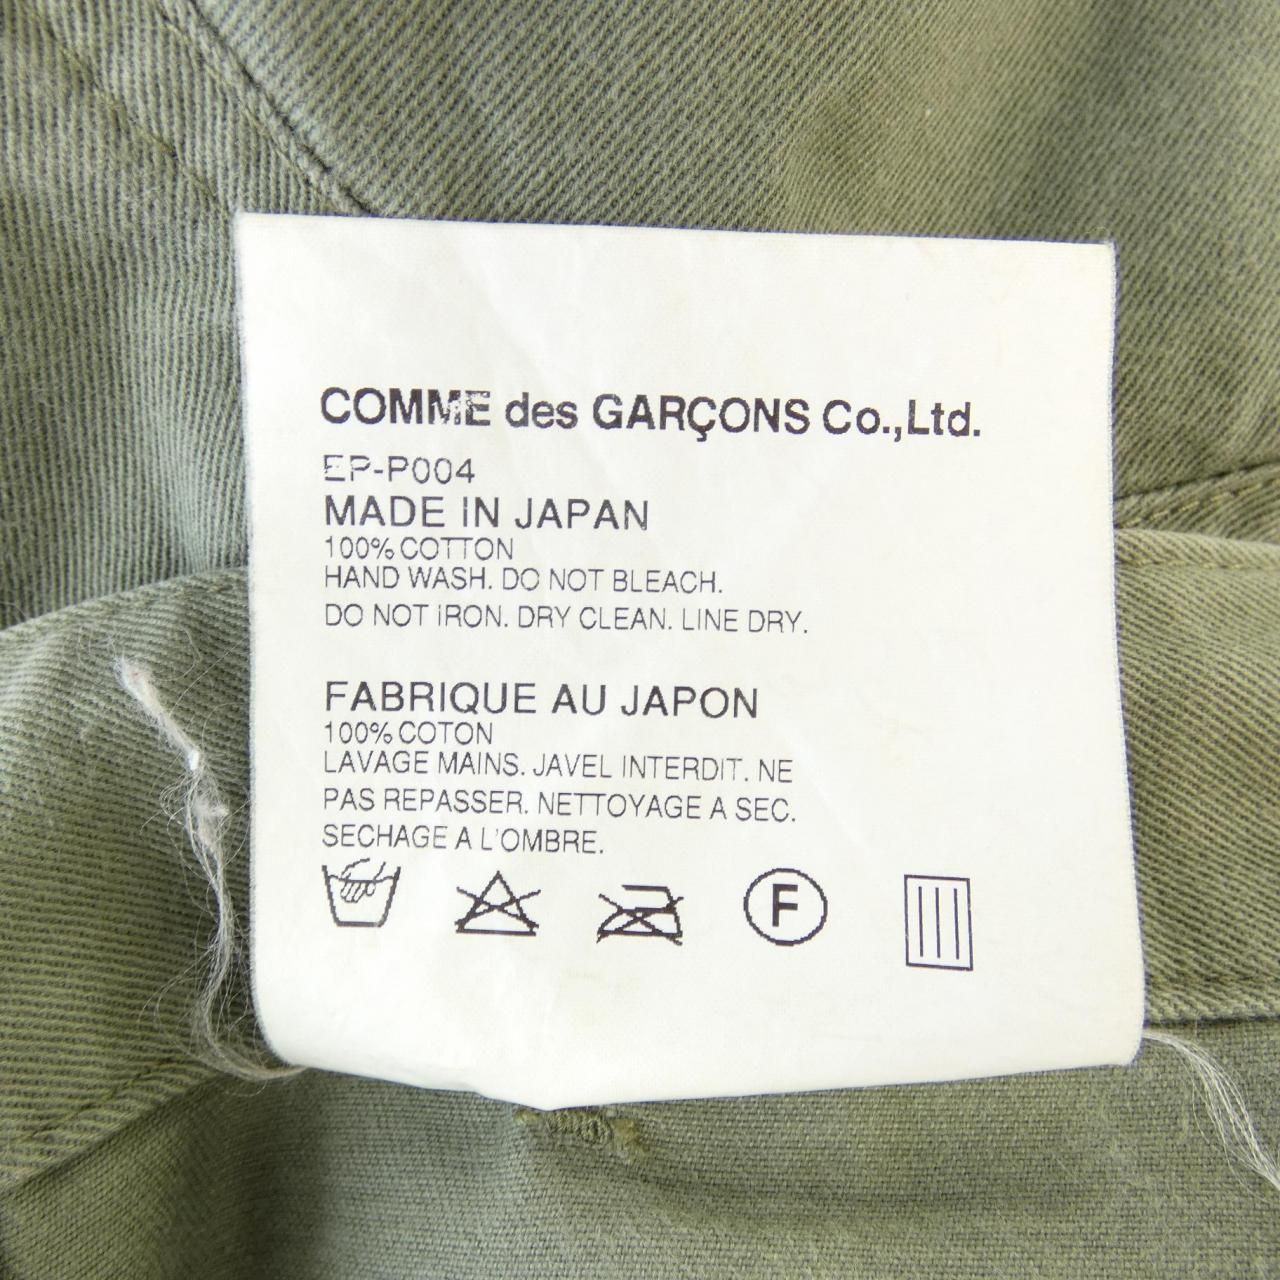 COMME des GARÇONS Co.,Ltd.
EP-P004
MADE IN JAPAN
100% COTTON
HAND WASH. DO NOT BLEACH.
DO NOT IRON. DRY CLEAN. LINE DRY.
FABRIQUE AU JAPON
100% COTON
LAVAGE MAINS. JAVEL INTERDIT. NE
PAS REPASSER. NETTOYAGE A SEC.
SECHAGE A L'OMBRE.
F